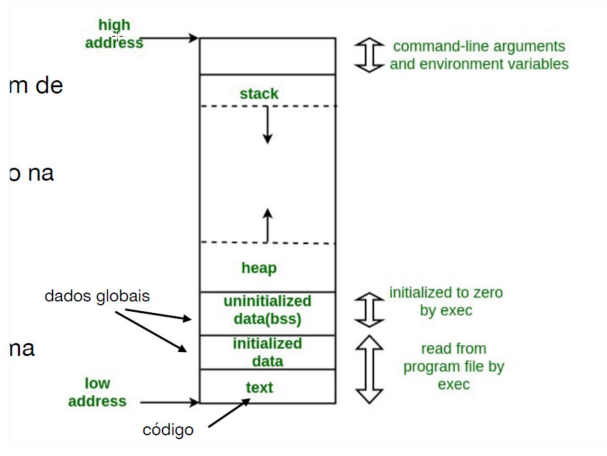 high
address
command-line arguments
and environment variables
m de
stack
o na
heap
dados globais
uninitialized
data(bss)
initialized to zero
by exec
na
initialized
data
read from
program file by
exec
low
address
text
código